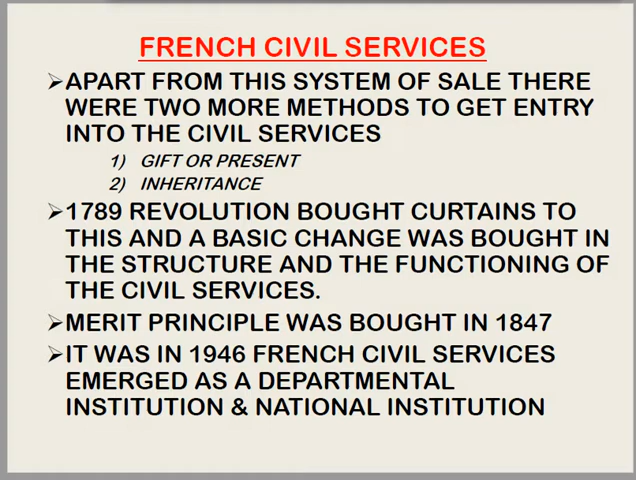 FRENCH CIVIL SERVICES
➢APART FROM THIS SYSTEM OF SALE THERE
WERE TWO MORE METHODS TO GET ENTRY
INTO THE CIVIL SERVICES
1) GIFT OR PRESENT
2) INHERITANCE
➢1789 REVOLUTION BOUGHT CURTAINS TO
THIS AND A BASIC CHANGE WAS BOUGHT IN
THE STRUCTURE AND THE FUNCTIONING OF
THE CIVIL SERVICES.
➢MERIT PRINCIPLE WAS BOUGHT IN 1847
➢IT WAS IN 1946 FRENCH CIVIL SERVICES
EMERGED AS A DEPARTMENTAL
INSTITUTION & NATIONAL INSTITUTION